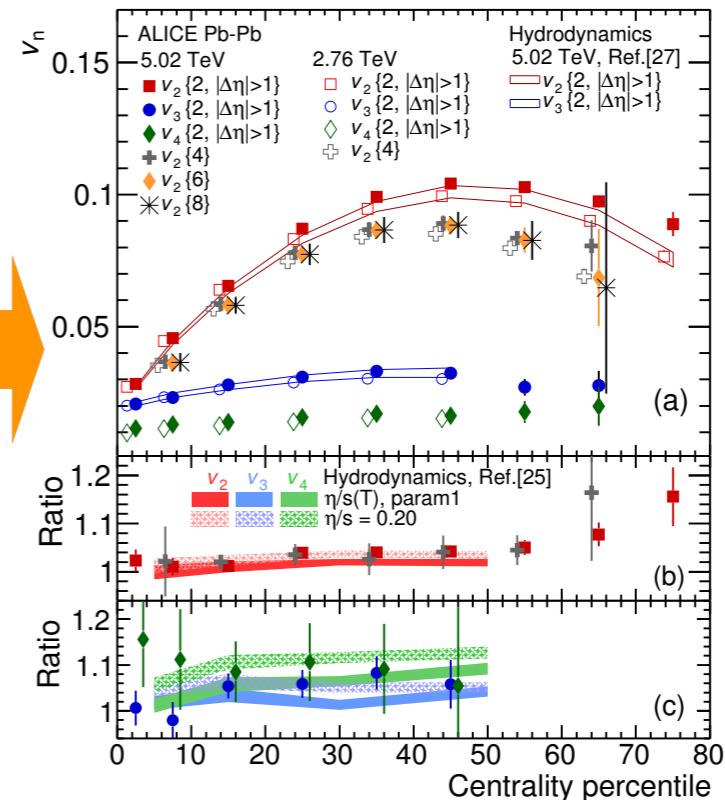 vₙ
0.15
0.1
0.05
ALICE Pb-Pb
5.02 TeV
v₂{2, |Δη|>1}
v₃{2, |Δη|>1}
v₄{2, |Δη|>1}
v₂{4}
v₂{6}
v₂{8}
2.76 TeV
v₂{2, |Δη|>1}
v₃{2, |Δη|>1}
v₄{2, |Δη|>1}
v₂{4}
Hydrodynamics
5.02 TeV, Ref.[27]
v₂{2, |Δη|>1}
v₃{2, |Δη|>1}
(a)
Ratio
1.2
1.1
1
v₂ v₃ v₄ Hydrodynamics, Ref.[25]
η/s(T), param1
η/s = 0.20
(b)
Ratio
1.2
1.1
1
(c)
0 10 20 30 40 50 60 70 80
Centrality percentile